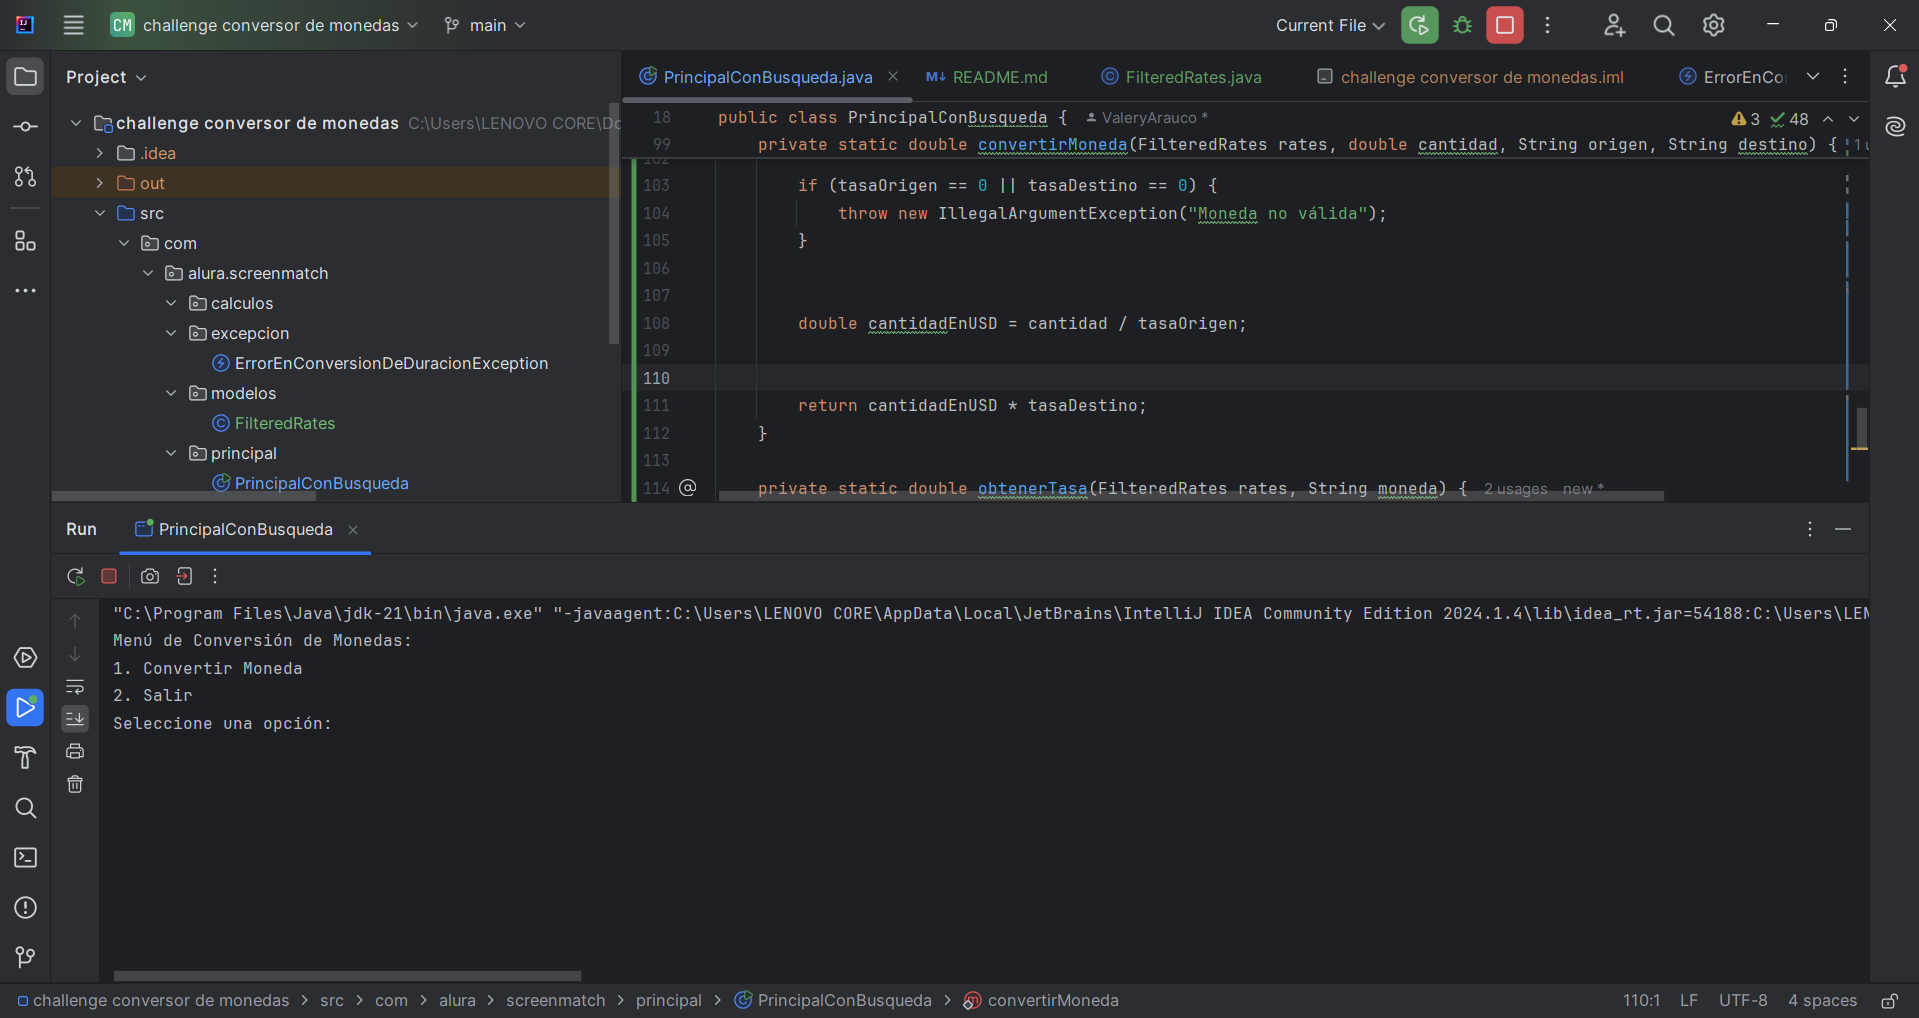 CM challenge conversor de monedas main Current File
Project
PrincipalConBusqueda.java README.md FilteredRates.java challenge conversor de monedas.iml ErrorEnCo
challenge conversor de monedas C:\Users\LENOVO CORE\Do
.idea
out
src
com
alura.screenmatch
calculos
excepcion
ErrorEnConversionDeDuracionException
modelos
FilteredRates
principal
PrincipalConBusqueda
3 48
18 public class PrincipalConBusqueda { ValeryArauco *
99 private static double convertirMoneda(FilteredRates rates, double cantidad, String origen, String destino) { 1 u
102
103 if (tasaOrigen == 0 || tasaDestino == 0) {
104 throw new IllegalArgumentException("Moneda no válida");
105 }
106
107
108 double cantidadEnUSD = cantidad / tasaOrigen;
109
110
111 return cantidadEnUSD * tasaDestino;
112 }
113
114 @ private static double obtenerTasa(FilteredRates rates, String moneda) { 2 usages new *
Run PrincipalConBusqueda
"C:\Program Files\Java\jdk-21\bin\java.exe" "-javaagent:C:\Users\LENOVO CORE\AppData\Local\JetBrains\IntelliJ IDEA Community Edition 2024.1.4\lib\idea_rt.jar=54188:C:\Users\LEN
Menú de Conversión de Monedas:
1. Convertir Moneda
2. Salir
Seleccione una opción:
challenge conversor de monedas > src > com > alura > screenmatch > principal > PrincipalConBusqueda > convertirMoneda 110:1 LF UTF-8 4 spaces